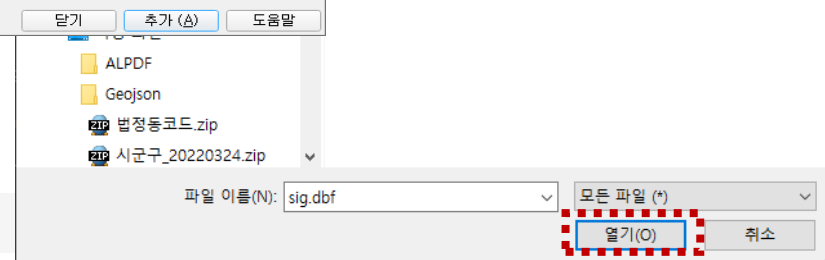 닫기 추가 (A) 도움말
ALPDF
Geojson
법정동코드.zip
시군구_20220324.zip
파일 이름(N): sig.dbf 모든 파일 (*)
열기(O) 취소